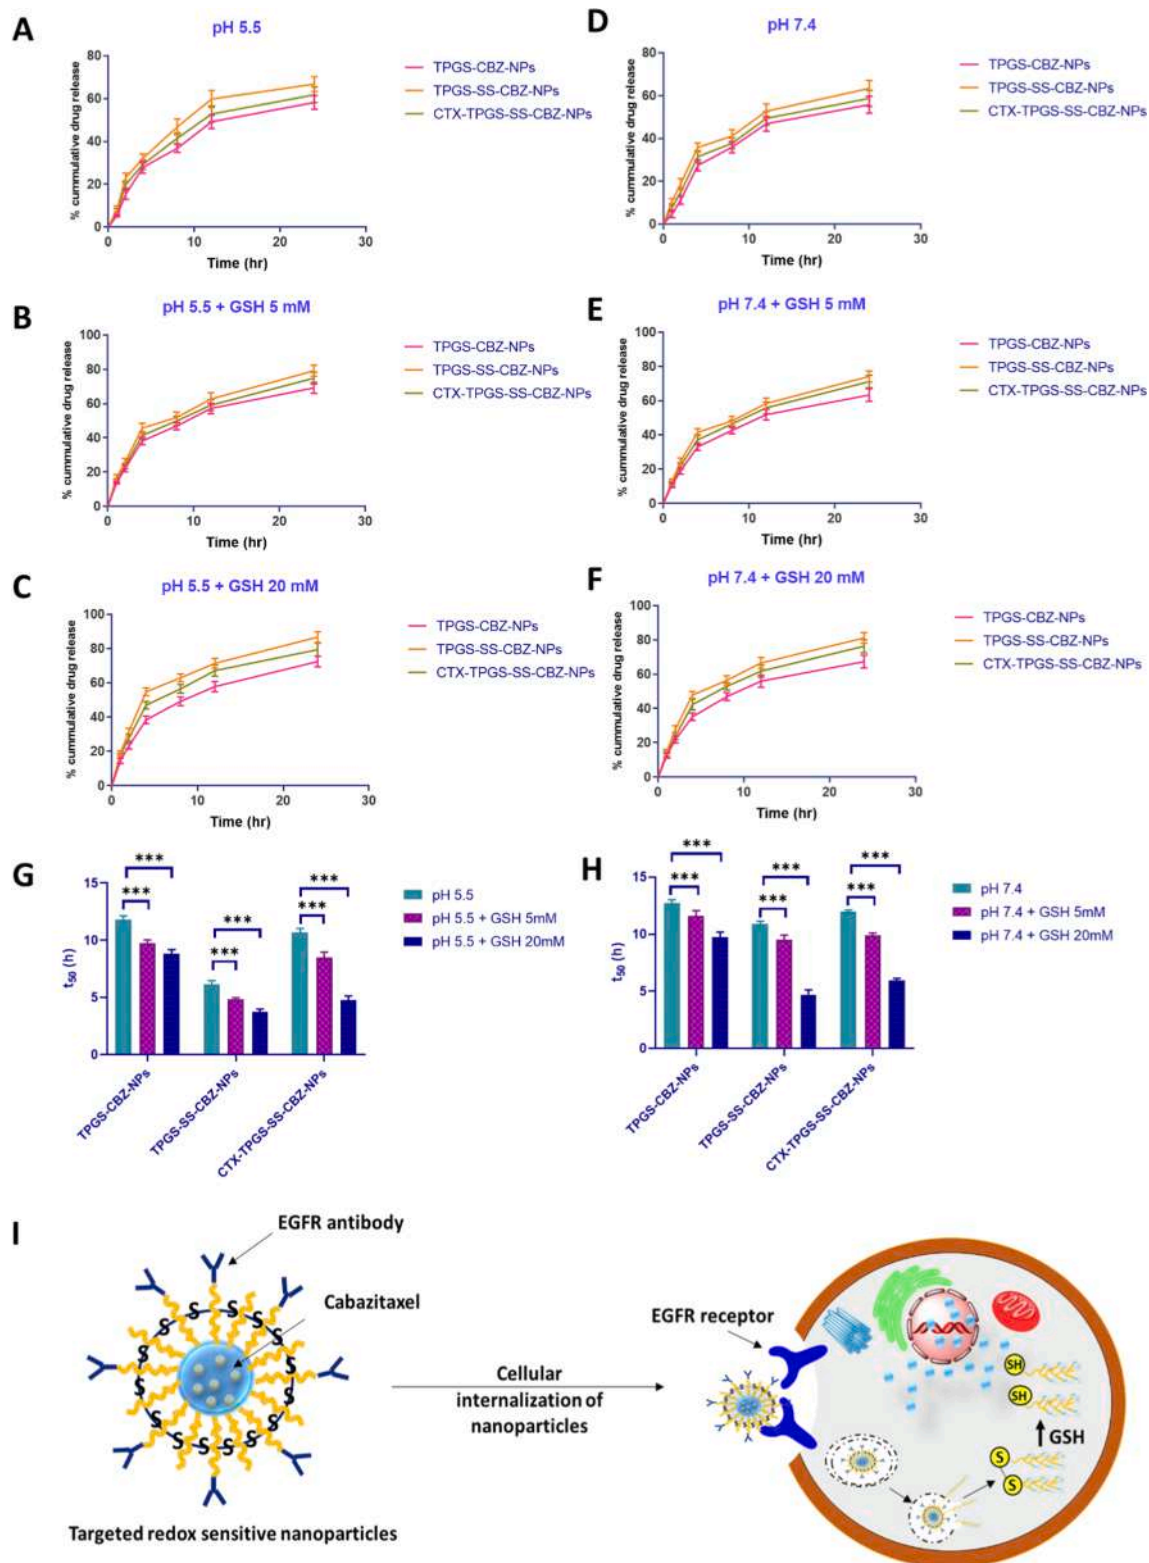 A
pH 5.5
% cummulative drug release
80
60
40
20
0
0 10 20 30
Time (hr)
TPGS-CBZ-NPs
TPGS-SS-CBZ-NPs
CTX-TPGS-SS-CBZ-NPs
D
pH 7.4
% cummulative drug release
80
60
40
20
0
0 10 20 30
Time (hr)
TPGS-CBZ-NPs
TPGS-SS-CBZ-NPs
CTX-TPGS-SS-CBZ-NPs
B
pH 5.5 + GSH 5 mM
% cummulative drug release
100
80
60
40
20
0
0 10 20 30
Time (hr)
TPGS-CBZ-NPs
TPGS-SS-CBZ-NPs
CTX-TPGS-SS-CBZ-NPs
E
pH 7.4 + GSH 5 mM
% cummulative drug release
100
80
60
40
20
0
0 10 20 30
Time (hr)
TPGS-CBZ-NPs
TPGS-SS-CBZ-NPs
CTX-TPGS-SS-CBZ-NPs
C
pH 5.5 + GSH 20 mM
% cummulative drug release
100
80
60
40
20
0
0 10 20 30
Time (hr)
TPGS-CBZ-NPs
TPGS-SS-CBZ-NPs
CTX-TPGS-SS-CBZ-NPs
F
pH 7.4 + GSH 20 mM
% cummulative drug release
100
80
60
40
20
0
0 10 20 30
Time (hr)
TPGS-CBZ-NPs
TPGS-SS-CBZ-NPs
CTX-TPGS-SS-CBZ-NPs
G
t50 (h)
15
10
5
0
***
***
***
***
***
***
TPGS-CBZ-NPs
TPGS-SS-CBZ-NPs
CTX-TPGS-SS-CBZ-NPs
pH 5.5
pH 5.5 + GSH 5mM
pH 5.5 + GSH 20mM
H
t50 (h)
15
10
5
0
***
***
***
***
***
***
TPGS-CBZ-NPs
TPGS-SS-CBZ-NPs
CTX-TPGS-SS-CBZ-NPs
pH 7.4
pH 7.4 + GSH 5mM
pH 7.4 + GSH 20mM
I
EGFR antibody
Cabazitaxel
S S S S S S S S S S S S S S S S
Targeted redox sensitive nanoparticles
Cellular
internalization of
nanoparticles
EGFR receptor
SH
SH
GSH
S
S